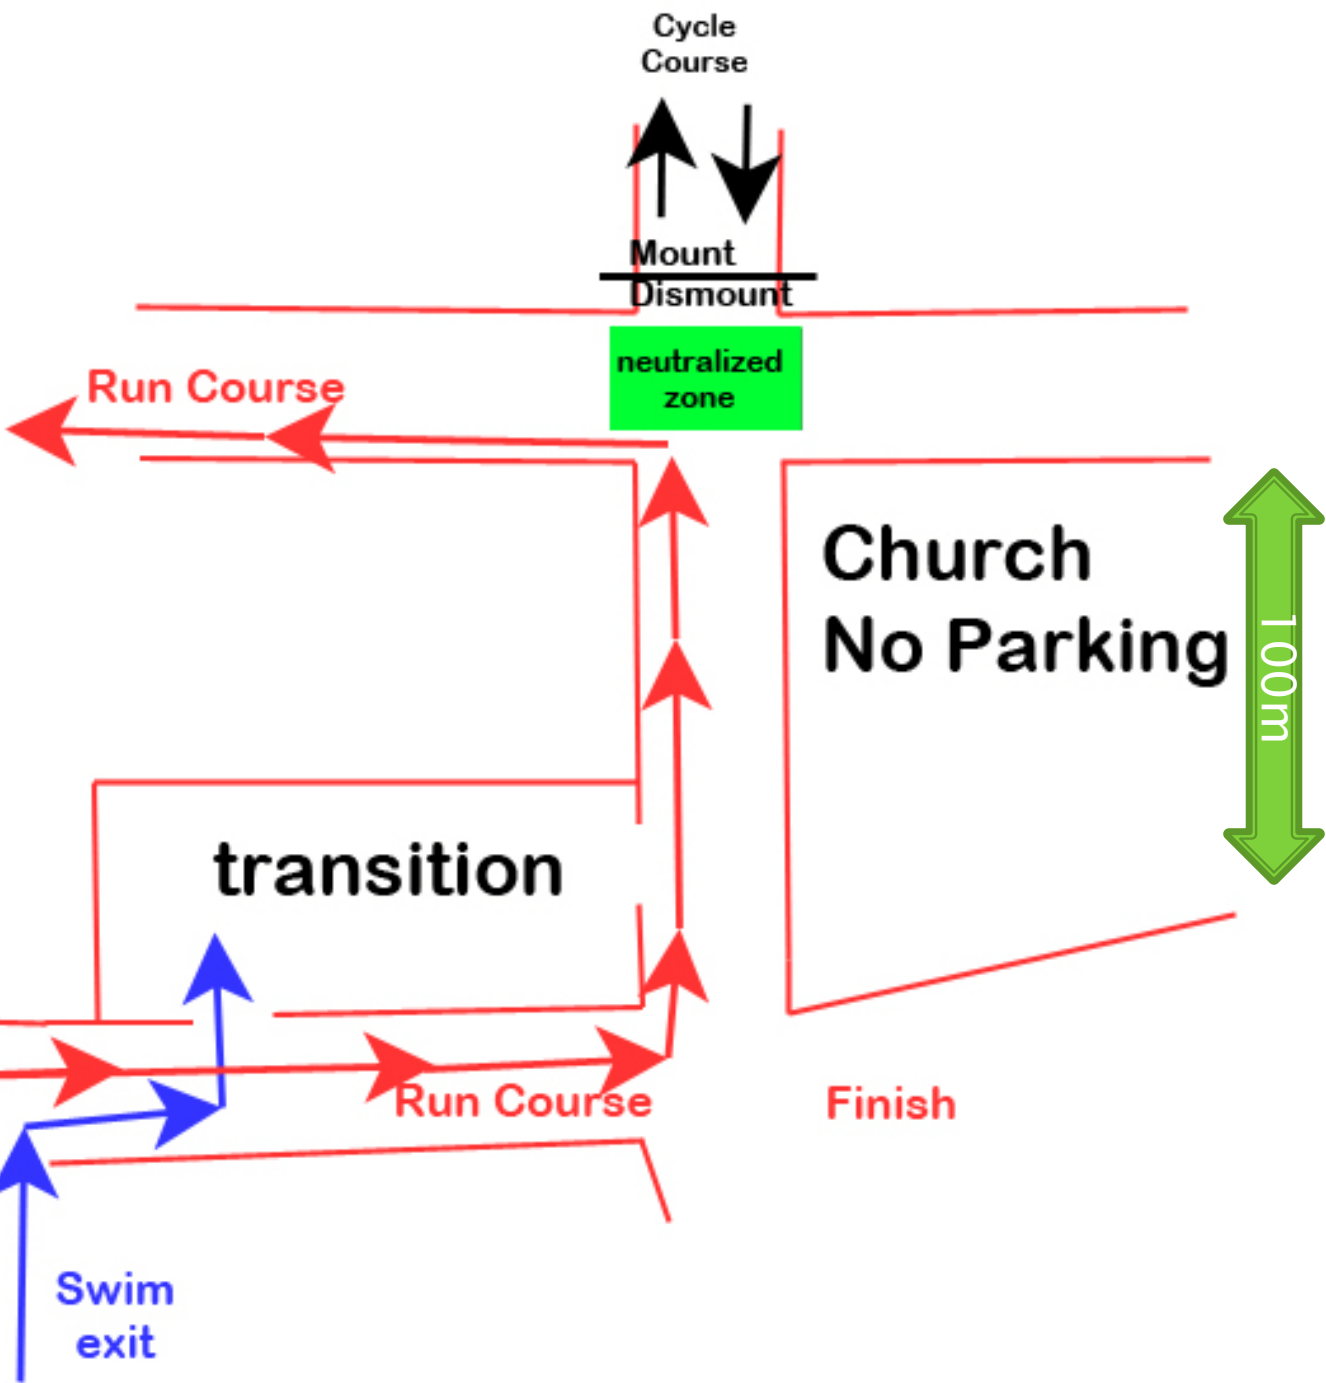 Cycle
Course
Mount
Dismount
neutralized
zone
Run Course
Church
No Parking
100m
transition
Run Course
Finish
Swim
exit